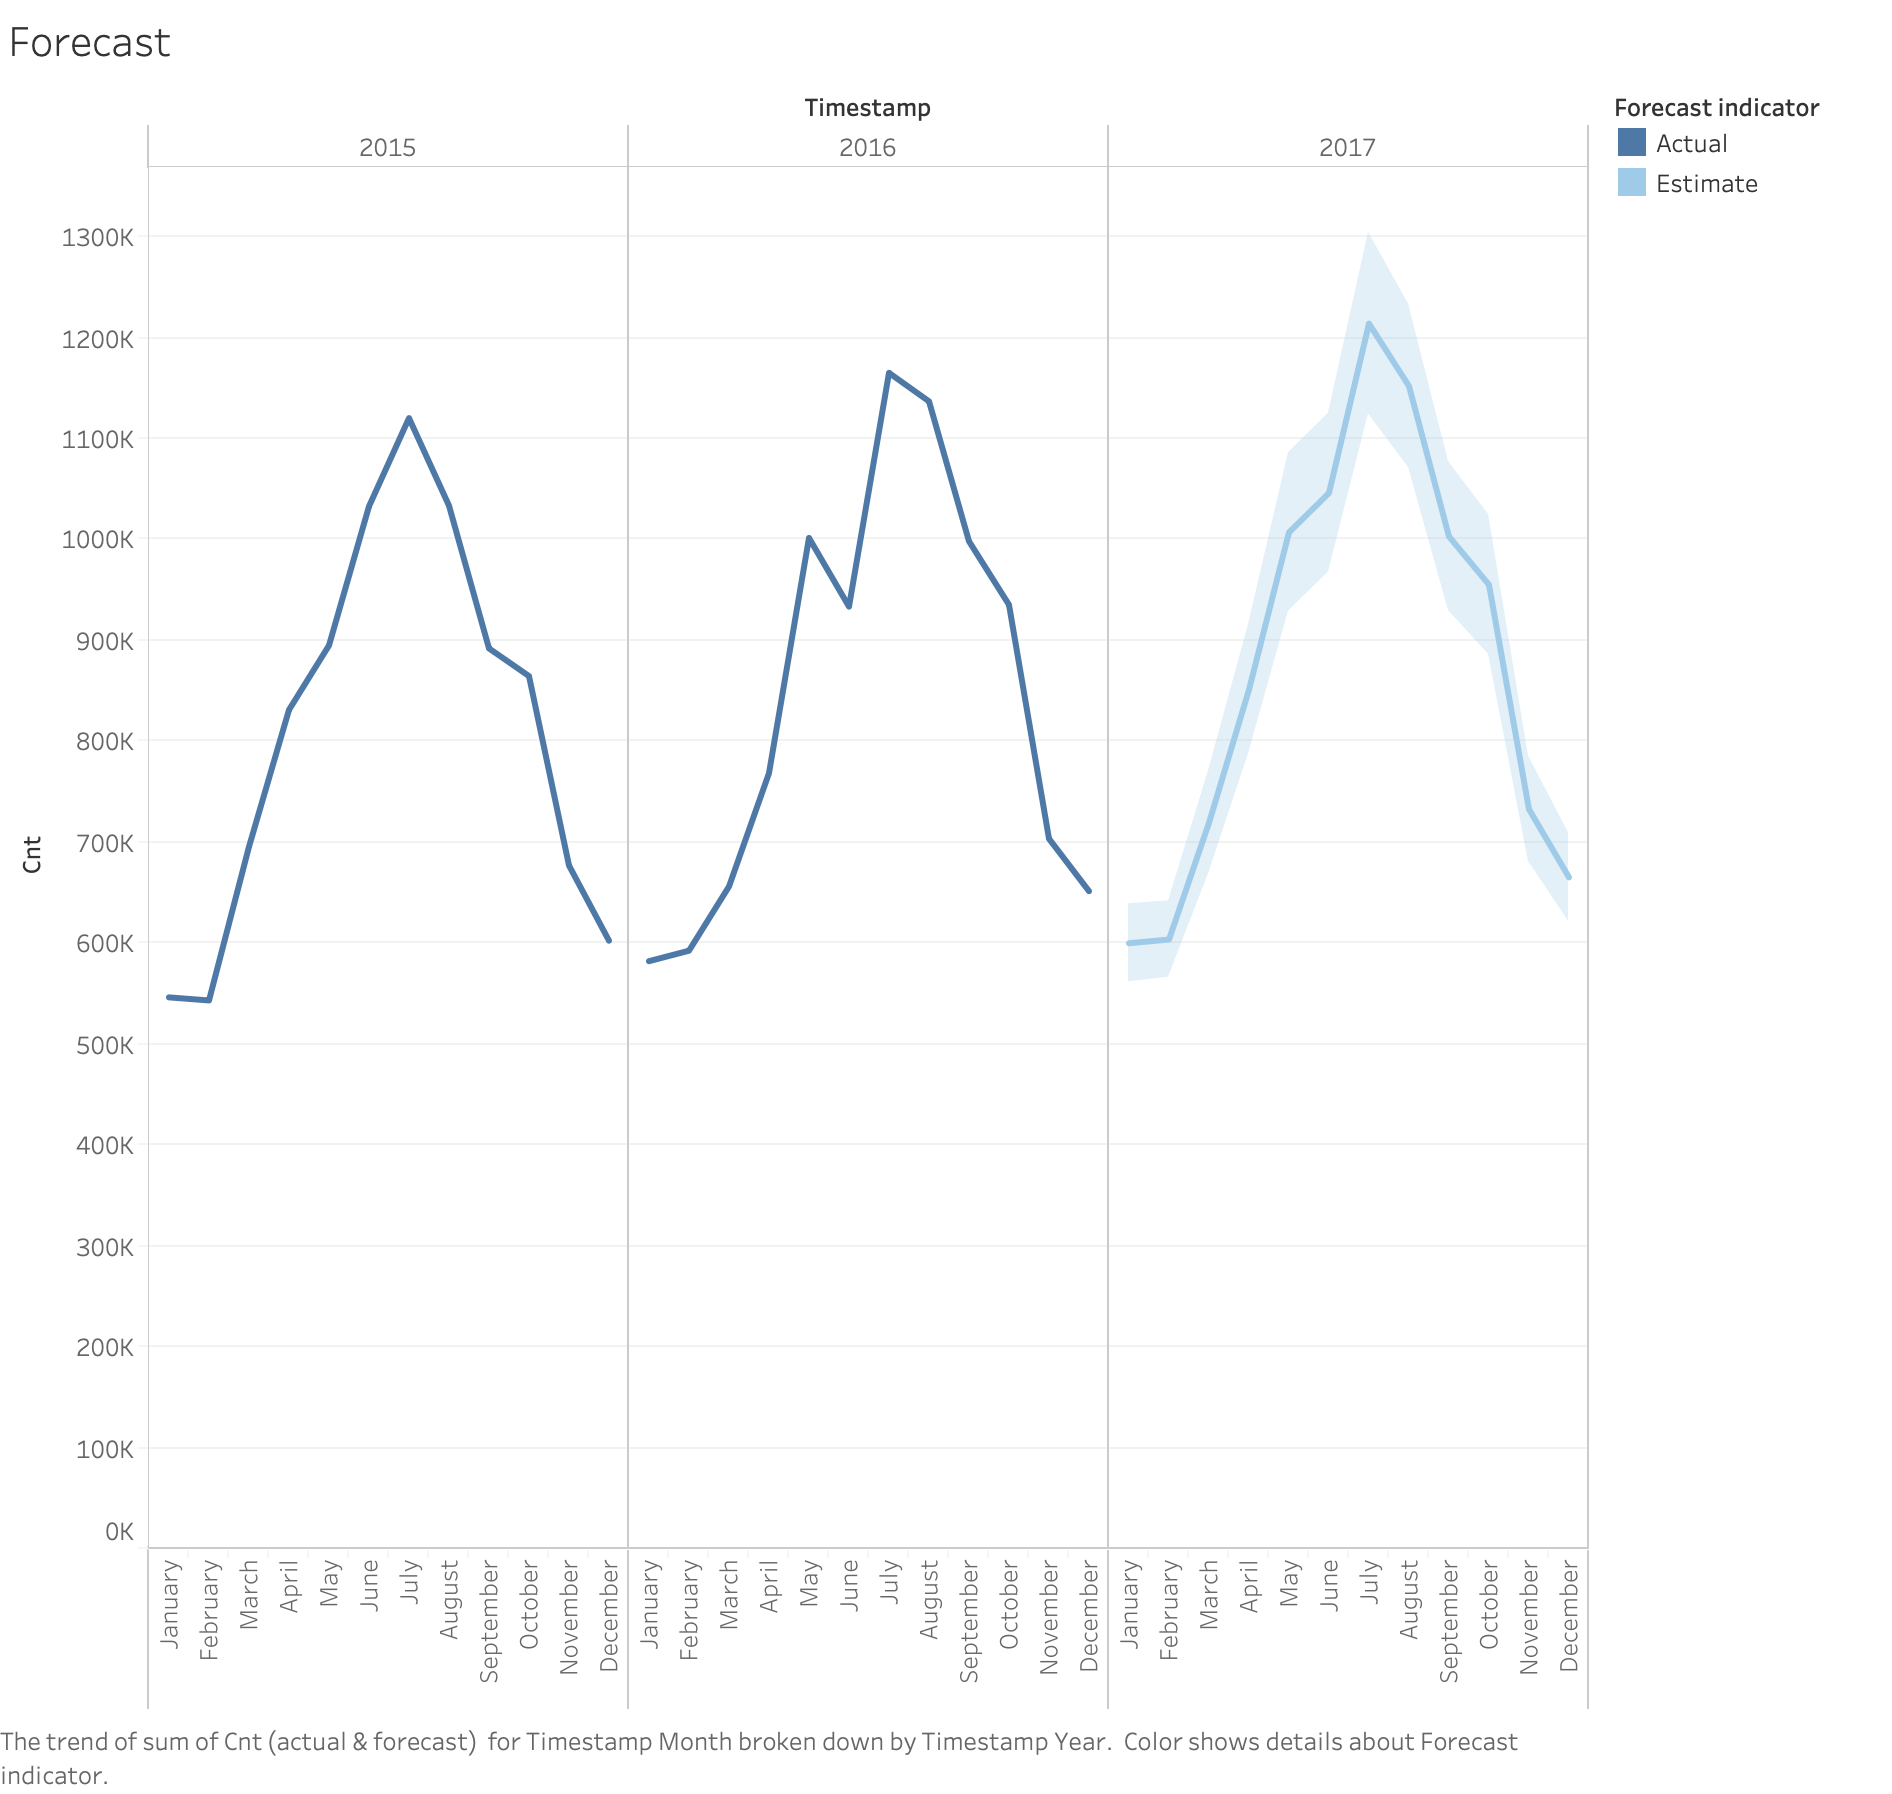 Forecast
Timestamp
2015 2016 2017
Forecast indicator
Actual
Estimate
1300K
1200K
1100K
1000K
900K
800K
700K
600K
500K
400K
300K
200K
100K
0K
Cnt
January February March April May June July August September October November December January February March April May June July August September October November December January February March April May June July August September October November December
The trend of sum of Cnt (actual & forecast)  for Timestamp Month broken down by Timestamp Year.  Color shows details about Forecast
indicator.